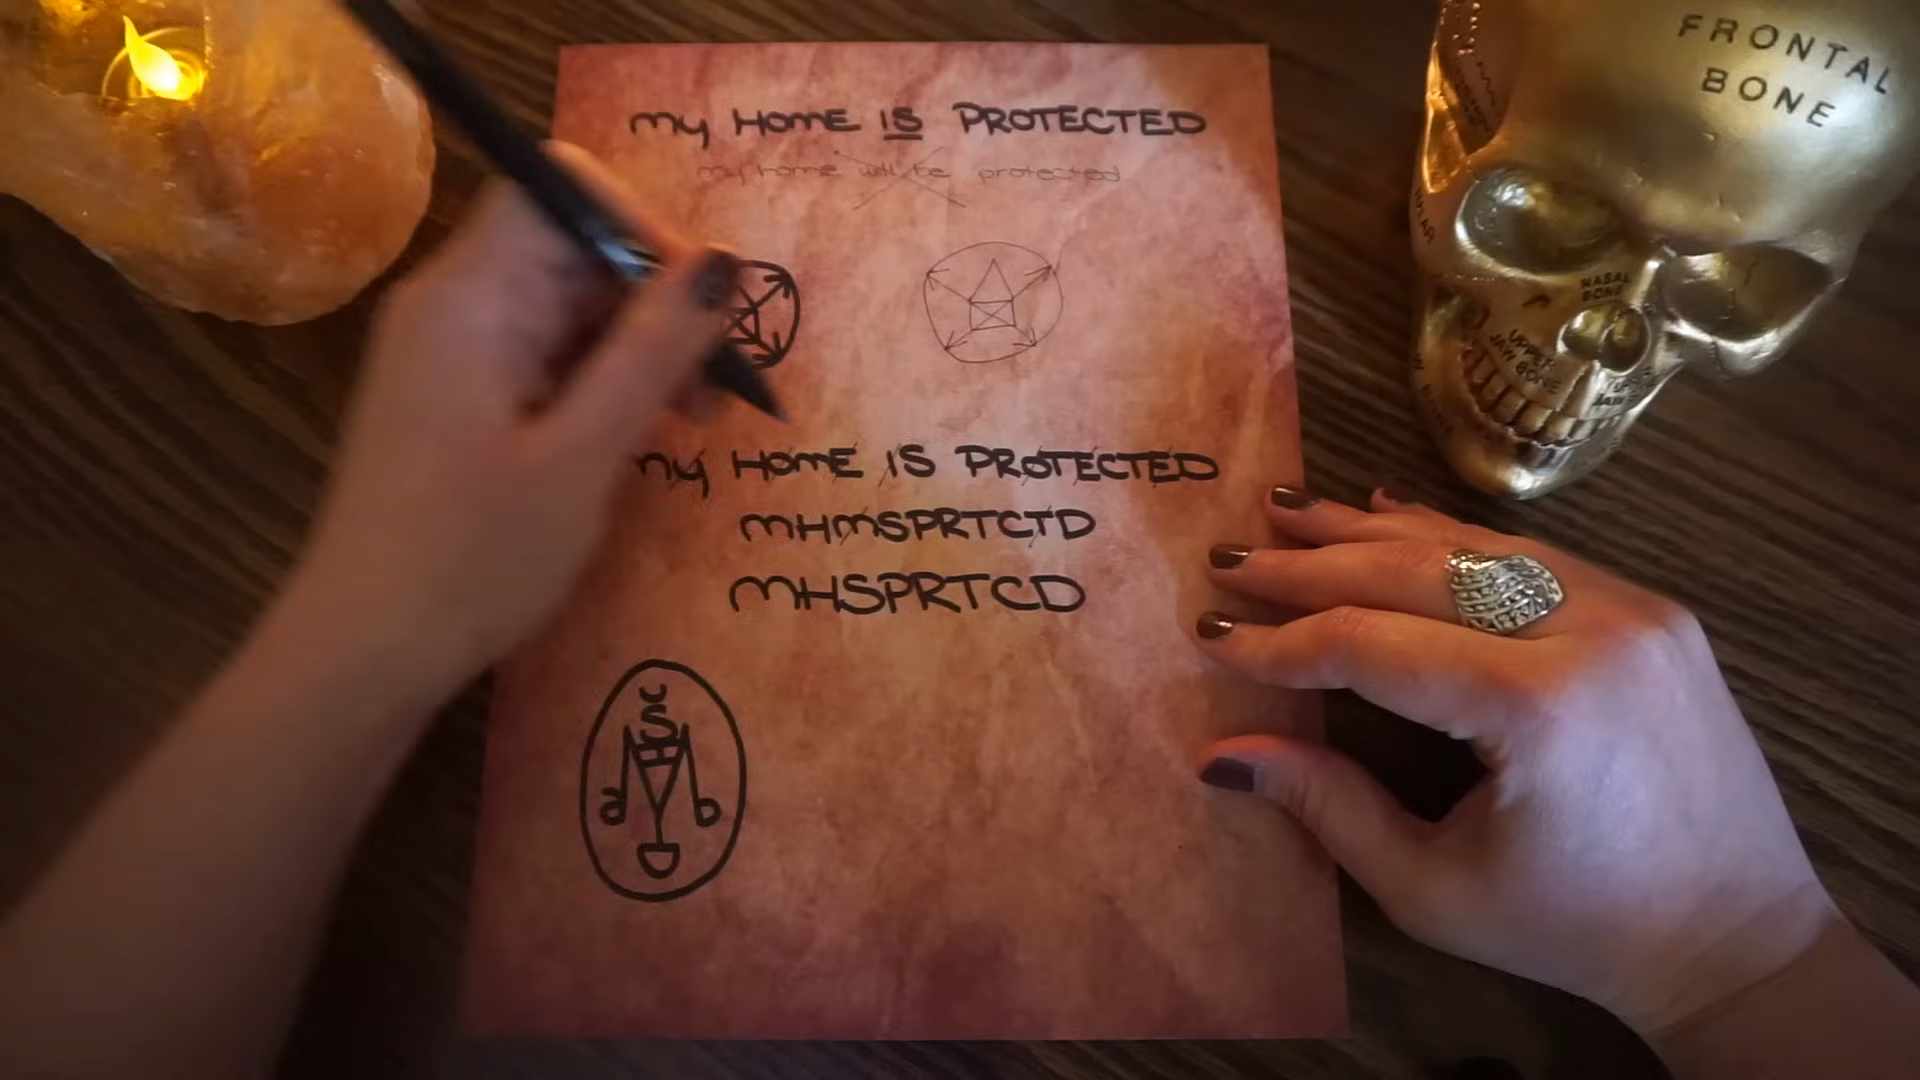 my HOME IS PROTECTED
my home will be protected
my HOME IS PROTECTED
MHMSPRTCTD
MHSPRTCD
FRONTAL
BONE
NASAL
BONE
UPPER
JAW BONE